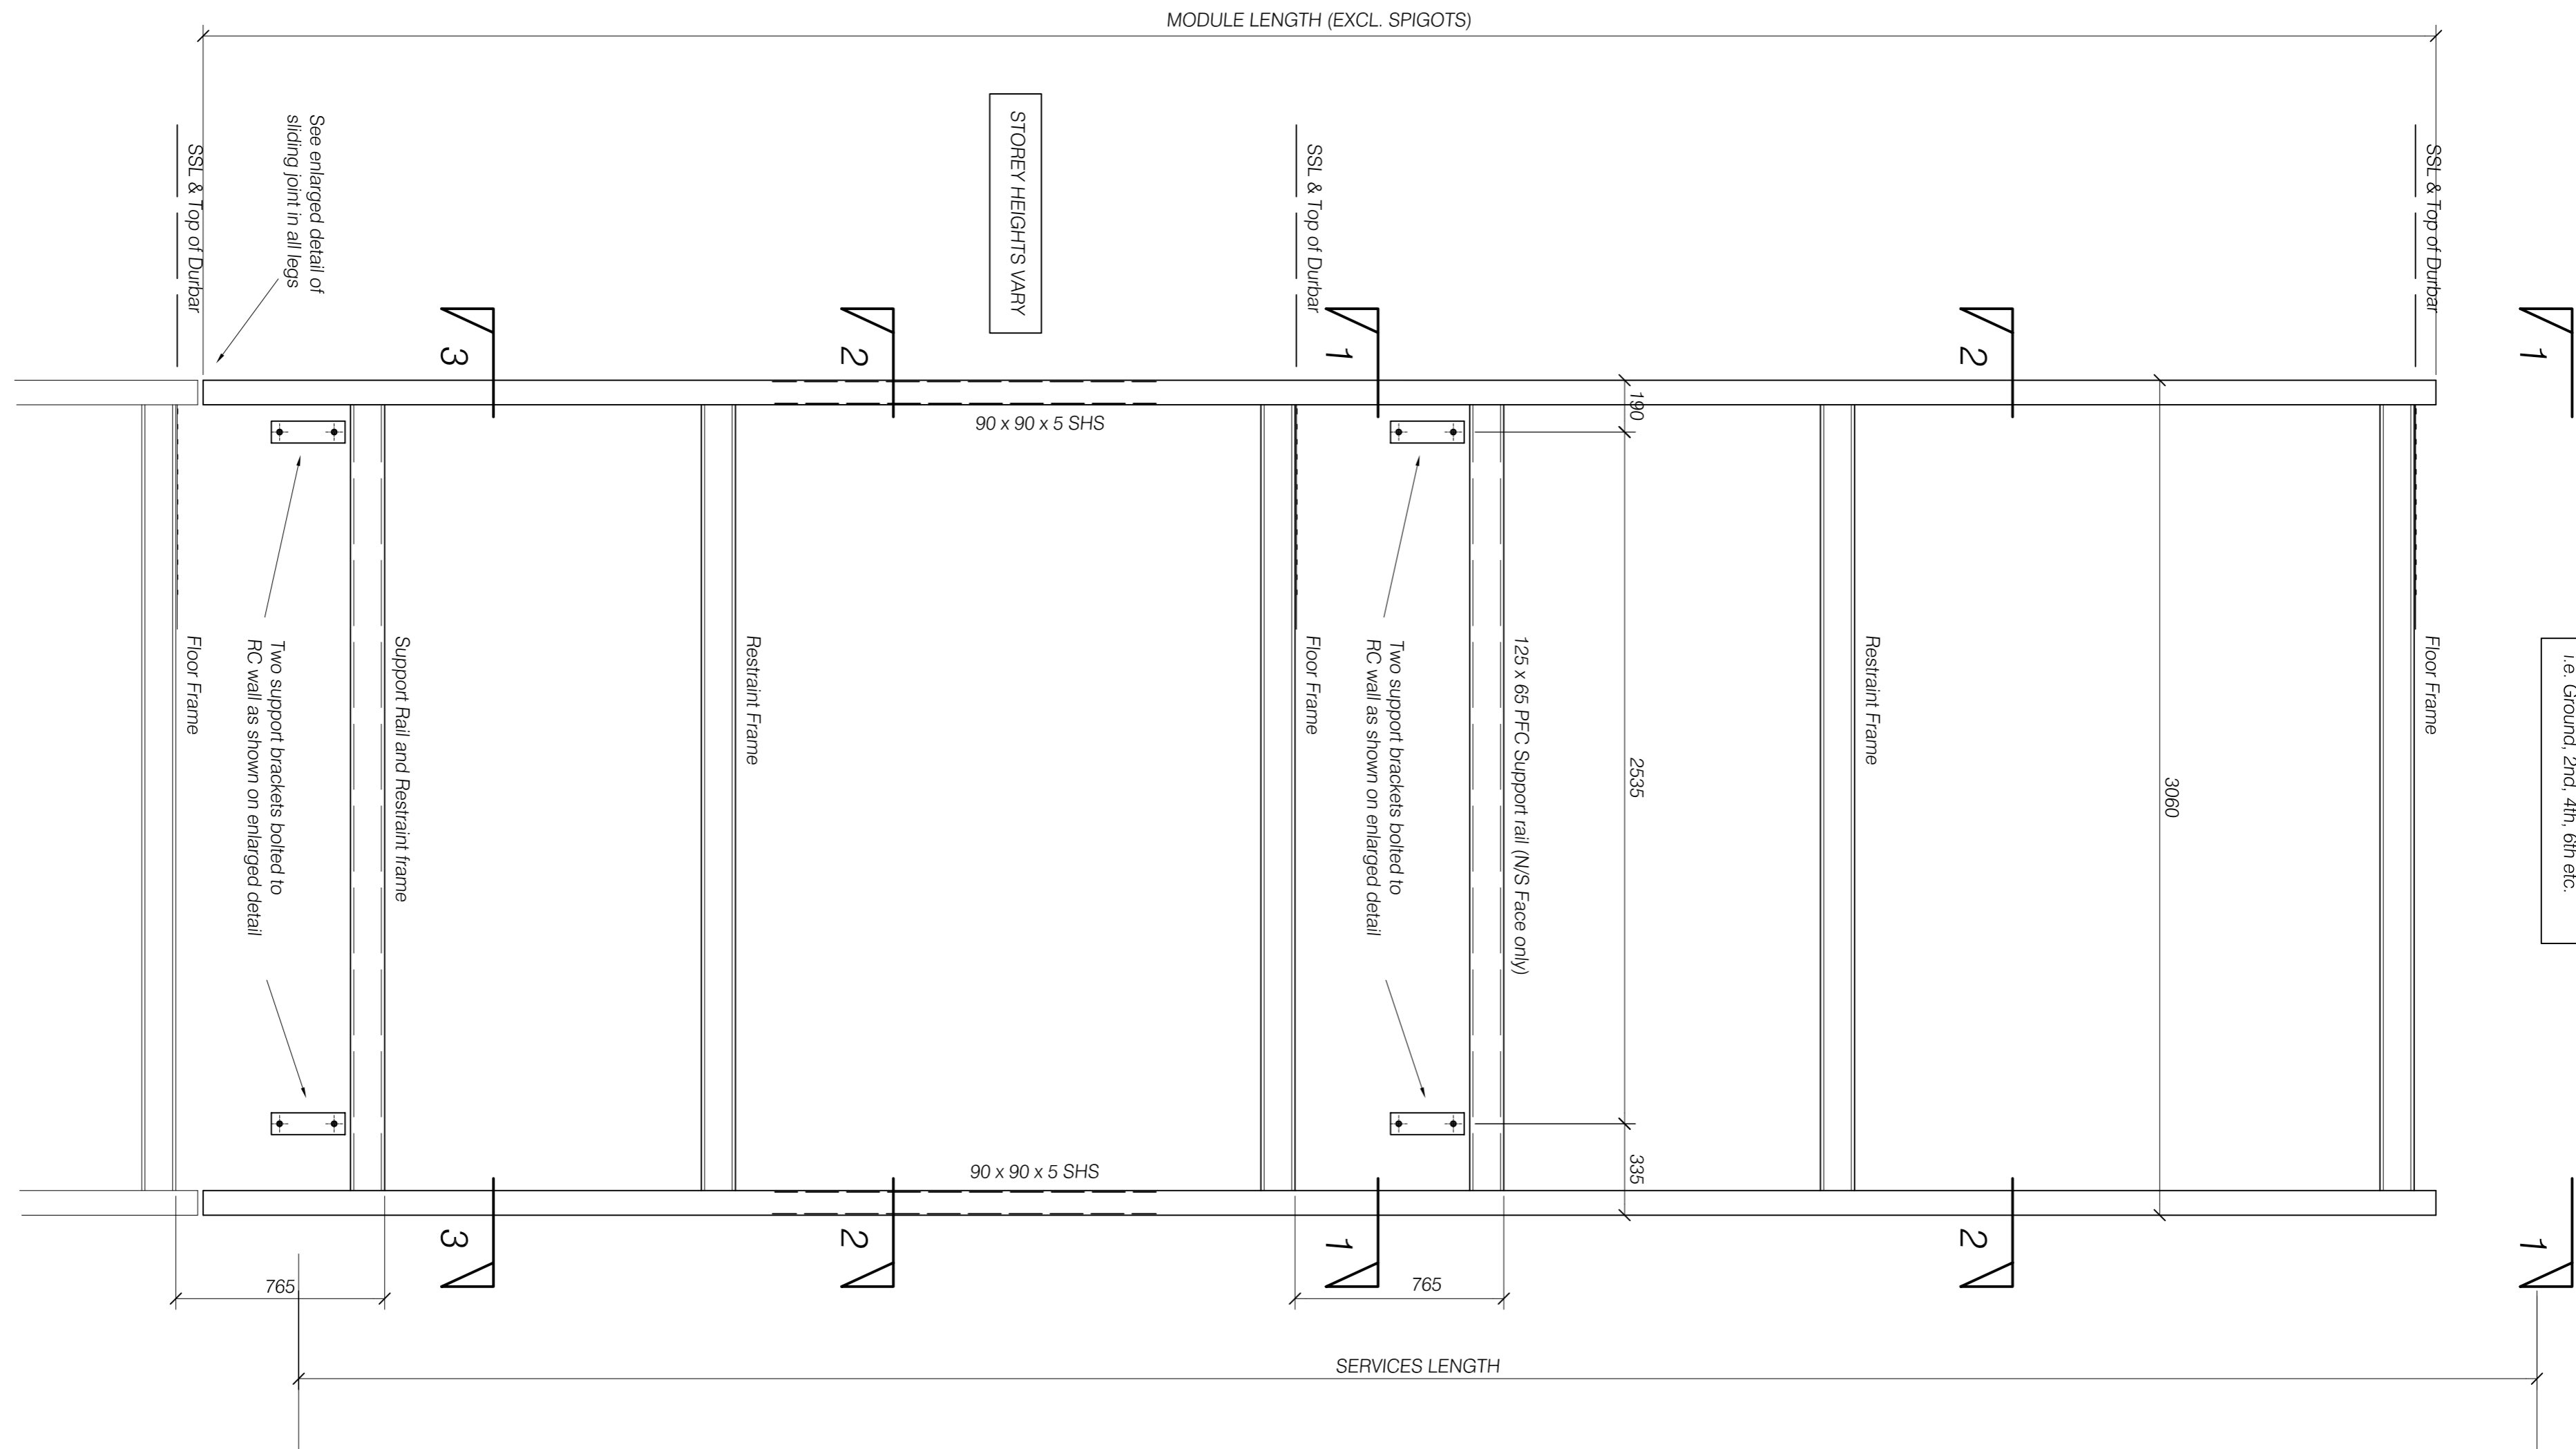 MODULE LENGTH (EXCL. SPIGOTS)
See enlarged detail of
sliding joint in all legs
SSL & Top of Durbar
STOREY HEIGHTS VARY
SSL & Top of Durbar
SSL & Top of Durbar
3
2
1
2
1
90 x 90 x 5 SHS
190
2535
335
3060
Floor Frame
Two support brackets bolted to
RC wall as shown on enlarged detail
Support Rail and Restraint frame
Restraint Frame
Floor Frame
Two support brackets bolted to
RC wall as shown on enlarged detail
125 x 65 PFC Support rail (N/S Face only)
Restraint Frame
Floor Frame
i.e. Ground, 2nd, 4th, 6th etc.
90 x 90 x 5 SHS
3
2
1
2
1
765
765
SERVICES LENGTH